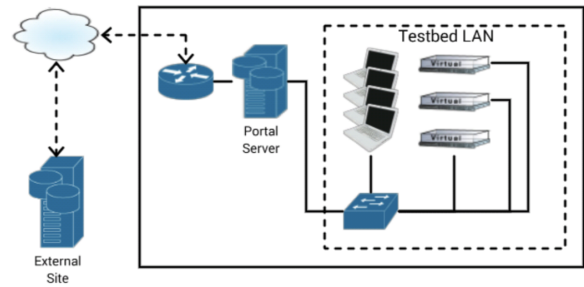 Testbed LAN
Virtual
Virtual
Virtual
Portal
Server
External
Site